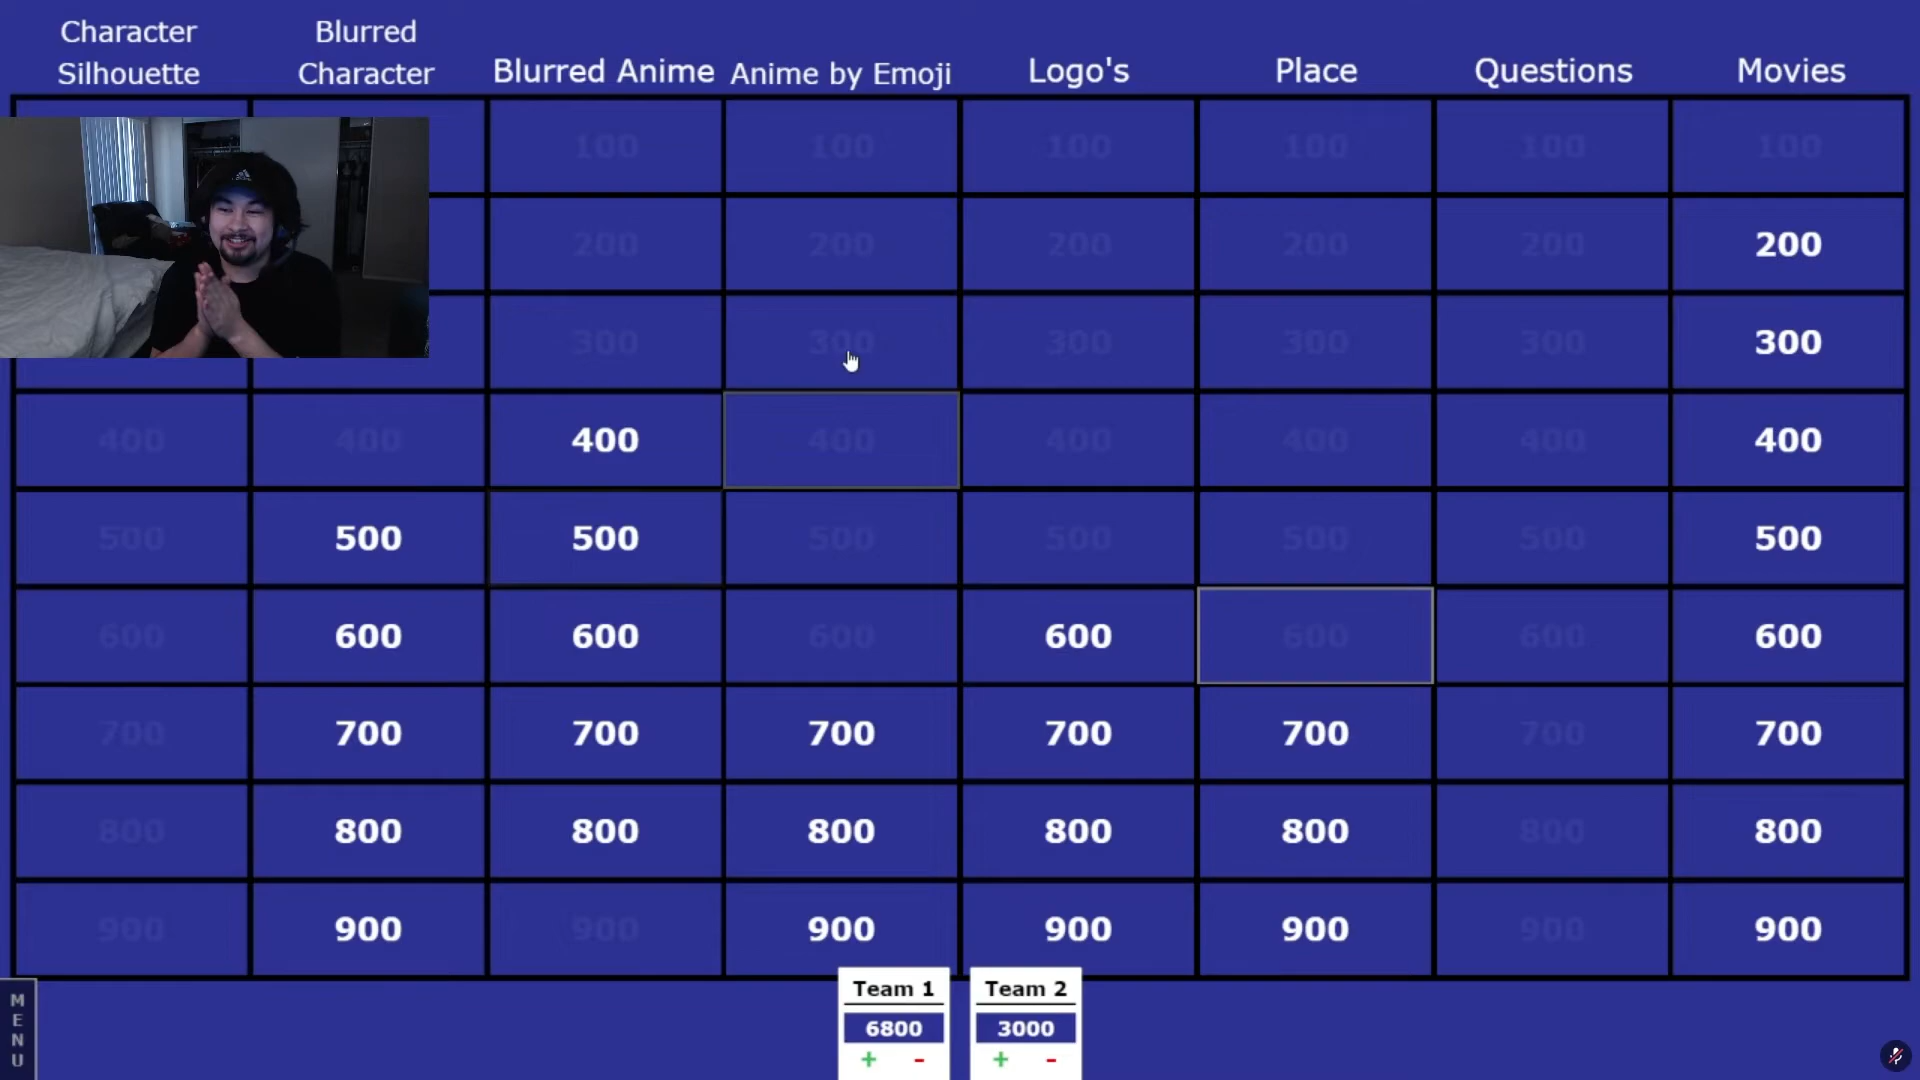 Character
Silhouette
Blurred
Character
Blurred Anime
Anime by Emoji
Logo's
Place
Questions
Movies
100 100 100 100 100 100
200 200 200 200 200 200
300 300 300 300 300 300
400 400 400 400 400 400 400 400
500 500 500 500 500 500 500 500
600 600 600 600 600 600 600 600
700 700 700 700 700 700 700 700
800 800 800 800 800 800 800 800
900 900 900 900 900 900 900 900
MENU
Team 1
6800
+ -
Team 2
3000
+ -